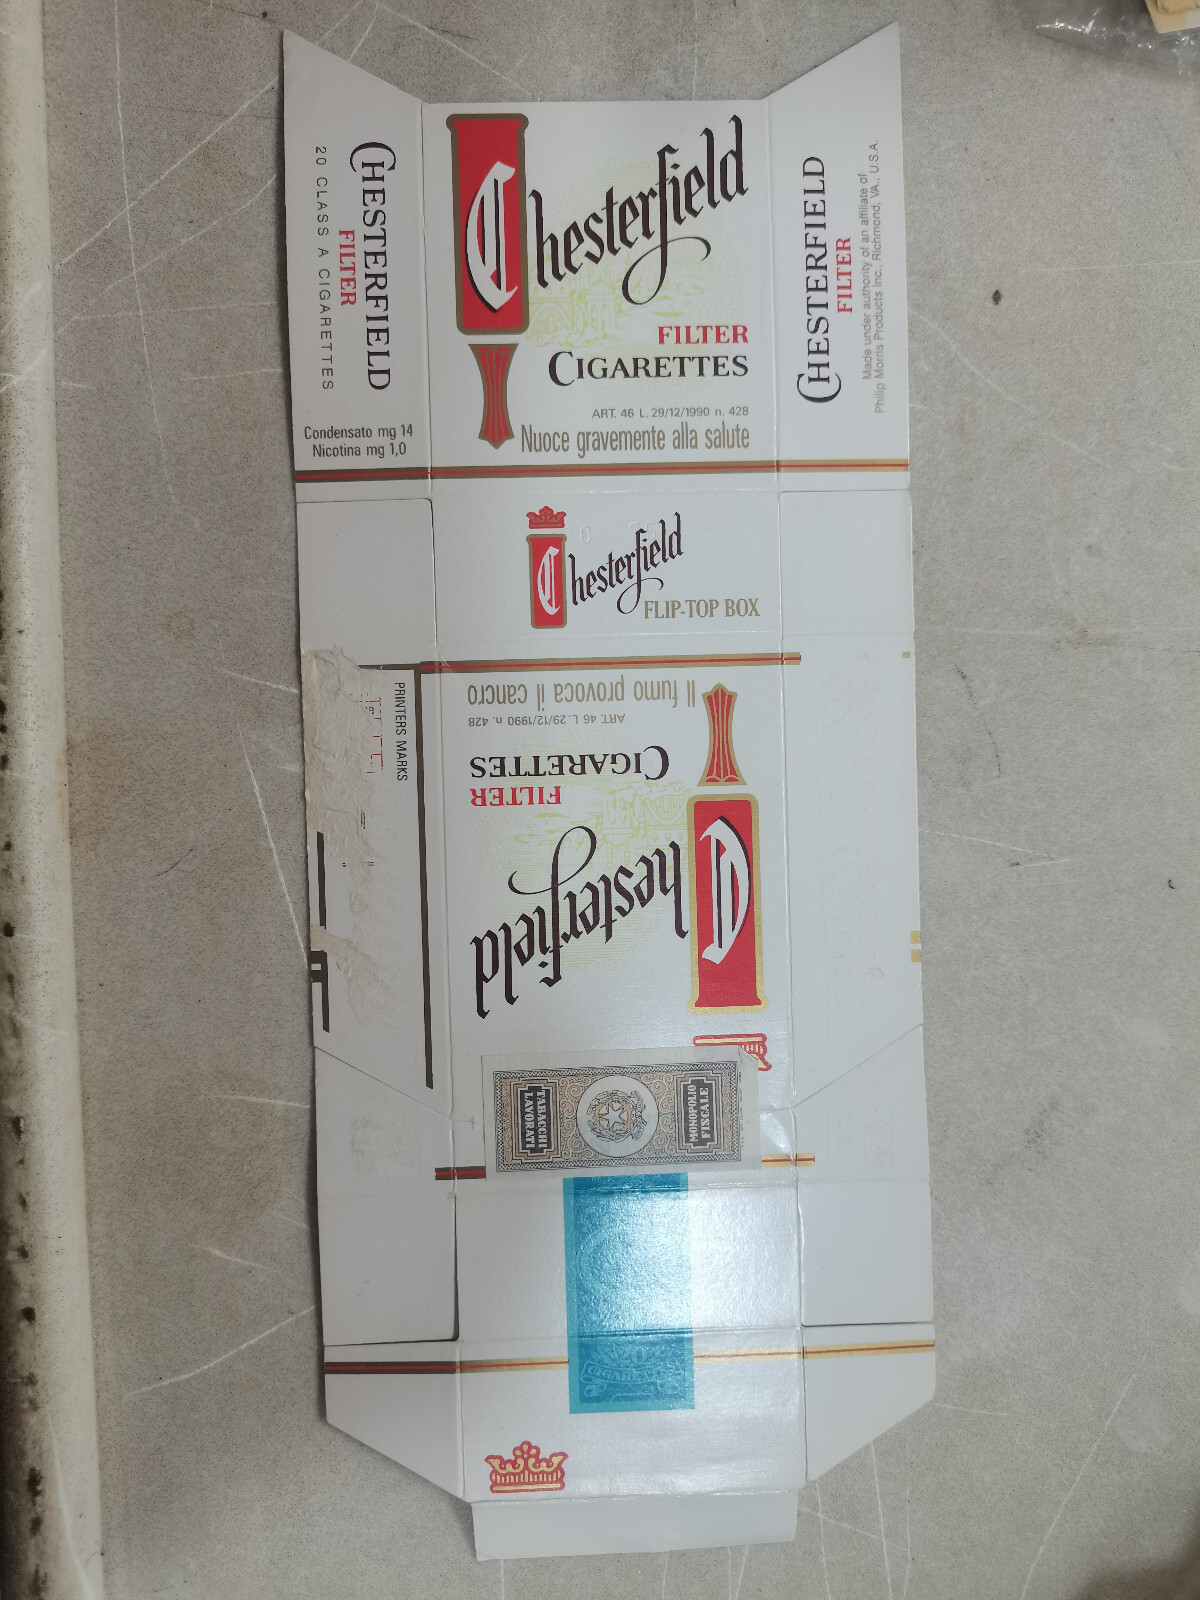 CHESTERFIELD
FILTER
20 CLASS A CIGARETTES
Condensato mg 14
Nicotina mg 1,0
Chesterfield
FILTER
CIGARETTES
ART. 46 L. 29/12/1990 n. 428
Nuoce gravemente alla salute
CHESTERFIELD
FILTER
Made under authority of an affiliate of
Philip Morris Products Inc., Richmond, VA., U.S.A.
Chesterfield
FLIP-TOP BOX
PRINTERS MARKS
Chesterfield
FILTER
CIGARETTES
ART. 46 L. 29/12/1990 n. 428
Il fumo provoca il cancro
TABACCHI
LAVORATI
MONOPOLIO
FISCALE
20